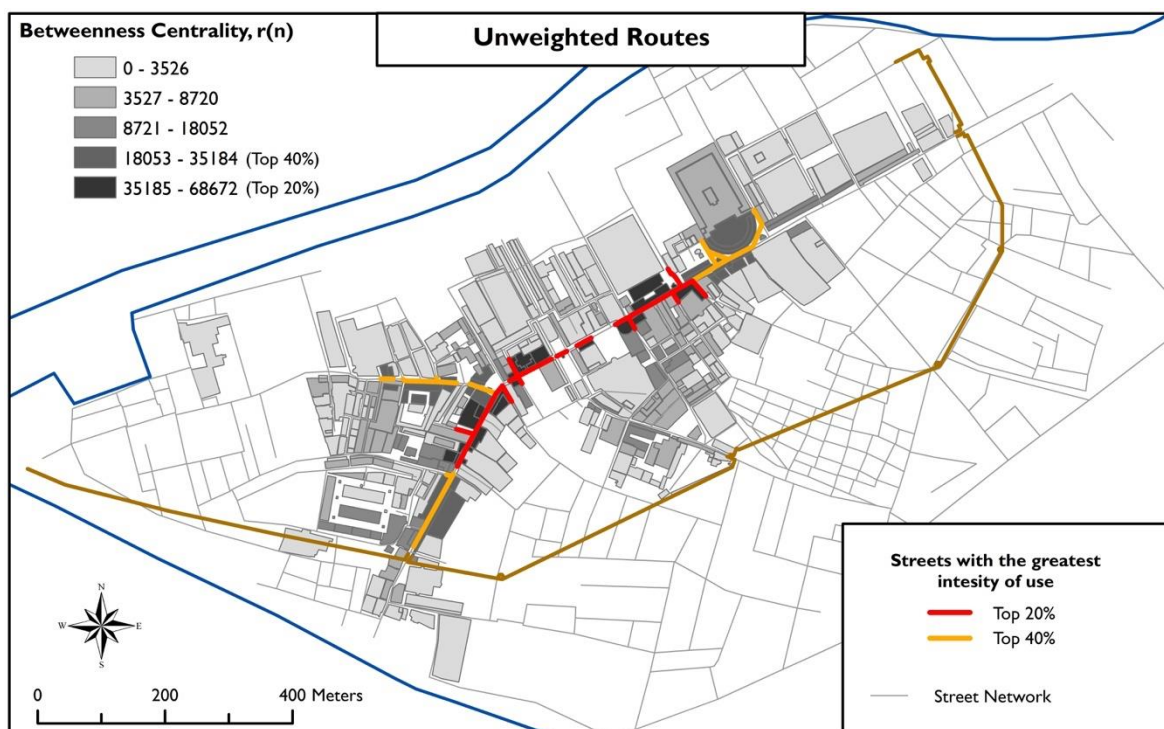 Unweighted Routes
Betweenness Centrality, r(n)
0 - 3526
3527 - 8720
8721 - 18052
18053 - 35184 (Top 40%)
35185 - 68672 (Top 20%)
N
W E
S
0 200 400 Meters
Streets with the greatest
intesity of use
Top 20%
Top 40%
Street Network